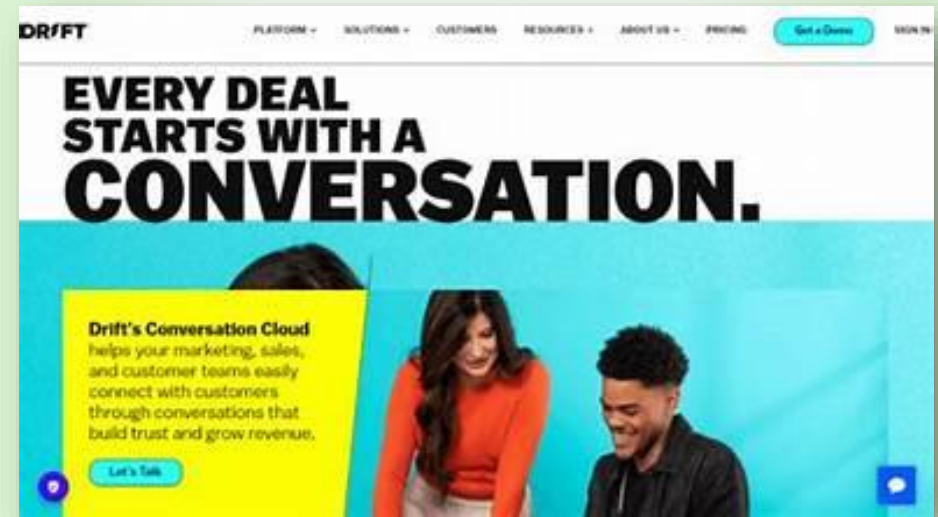 DRIFT
PLATFORM SOLUTIONS CUSTOMERS RESOURCES ABOUT US PRICING Get a Demo SIGN IN
EVERY DEAL
STARTS WITH A
CONVERSATION.
Drift's Conversation Cloud
helps your marketing, sales,
and customer teams easily
connect with customers
through conversations that
build trust and grow revenue.
Let's Talk